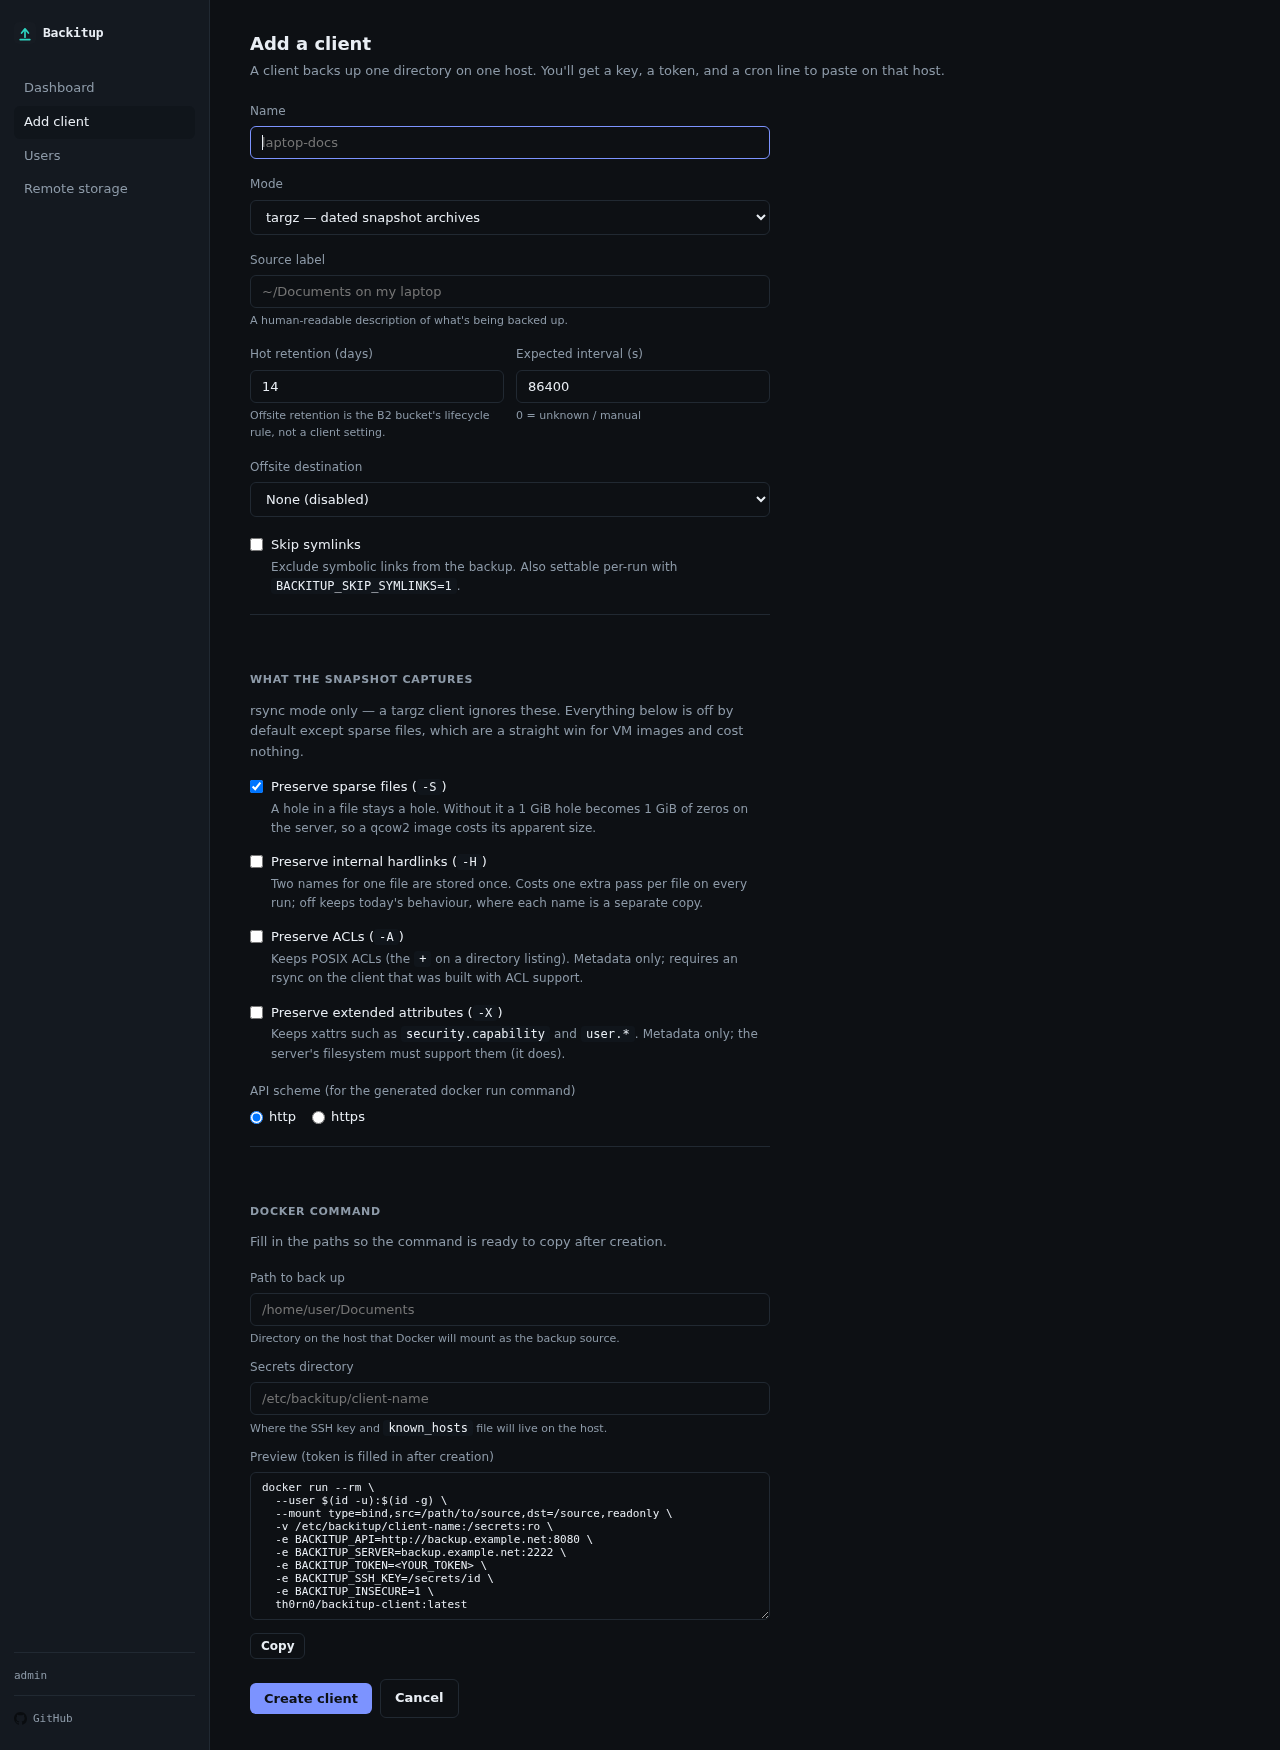 Backitup
Dashboard
Add client
Users
Remote storage
admin
GitHub
Add a client
A client backs up one directory on one host. You'll get a key, a token, and a cron line to paste on that host.
Name
laptop-docs
Mode
targz — dated snapshot archives
Source label
~/Documents on my laptop
A human-readable description of what's being backed up.
Hot retention (days)
14
Offsite retention is the B2 bucket's lifecycle
rule, not a client setting.
Expected interval (s)
86400
0 = unknown / manual
Offsite destination
None (disabled)
Skip symlinks
Exclude symbolic links from the backup. Also settable per-run with
BACKITUP_SKIP_SYMLINKS=1 .
WHAT THE SNAPSHOT CAPTURES
rsync mode only — a targz client ignores these. Everything below is off by
default except sparse files, which are a straight win for VM images and cost
nothing.
Preserve sparse files ( -S )
A hole in a file stays a hole. Without it a 1 GiB hole becomes 1 GiB of zeros on
the server, so a qcow2 image costs its apparent size.
Preserve internal hardlinks ( -H )
Two names for one file are stored once. Costs one extra pass per file on every
run; off keeps today's behaviour, where each name is a separate copy.
Preserve ACLs ( -A )
Keeps POSIX ACLs (the + on a directory listing). Metadata only; requires an
rsync on the client that was built with ACL support.
Preserve extended attributes ( -X )
Keeps xattrs such as security.capability and user.* . Metadata only; the
server's filesystem must support them (it does).
API scheme (for the generated docker run command)
http https
DOCKER COMMAND
Fill in the paths so the command is ready to copy after creation.
Path to back up
/home/user/Documents
Directory on the host that Docker will mount as the backup source.
Secrets directory
/etc/backitup/client-name
Where the SSH key and known_hosts file will live on the host.
Preview (token is filled in after creation)
docker run --rm \
--user $(id -u):$(id -g) \
--mount type=bind,src=/path/to/source,dst=/source,readonly \
-v /etc/backitup/client-name:/secrets:ro \
-e BACKITUP_API=http://backup.example.net:8080 \
-e BACKITUP_SERVER=backup.example.net:2222 \
-e BACKITUP_TOKEN=<YOUR_TOKEN> \
-e BACKITUP_SSH_KEY=/secrets/id \
-e BACKITUP_INSECURE=1 \
th0rn0/backitup-client:latest
Copy
Create client
Cancel